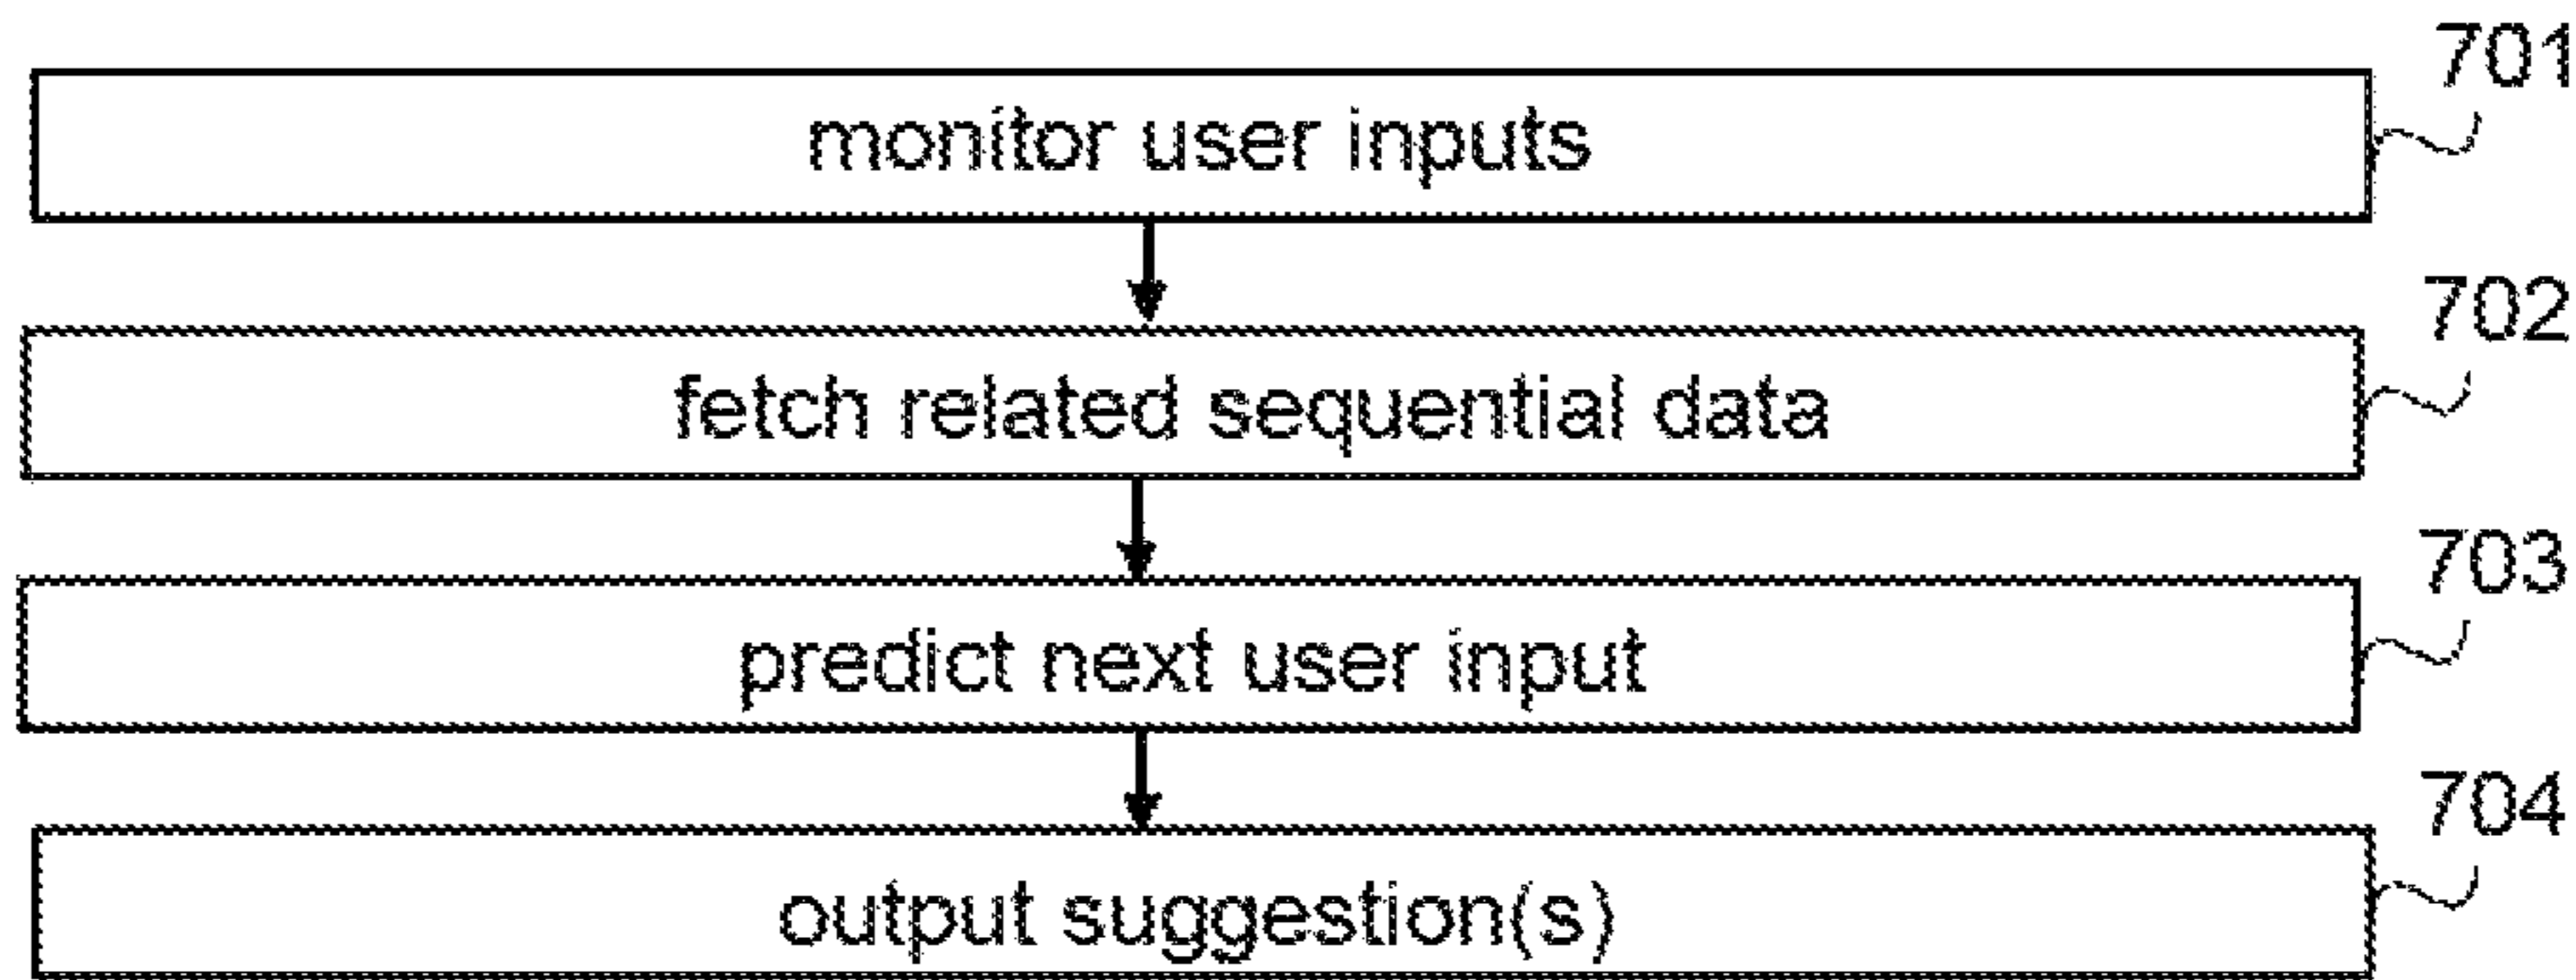 701
monitor user inputs
702
fetch related sequential data
703
predict next user input
704
output suggestion(s)